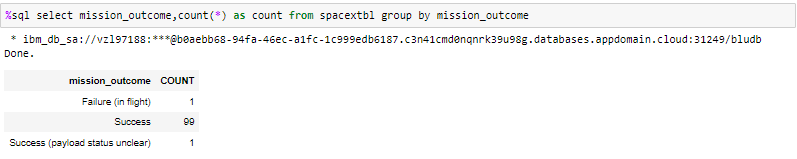 %sql select mission_outcome,count(*) as count from spacextbl group by mission_outcome
* ibm_db_sa://vzl97188:***@b0aebb68-94fa-46ec-a1fc-1c999edb6187.c3n41cmd0nqnrk39u98g.databases.appdomain.cloud:31249/bludb
Done.
mission_outcome COUNT
Failure (in flight) 1
Success 99
Success (payload status unclear) 1